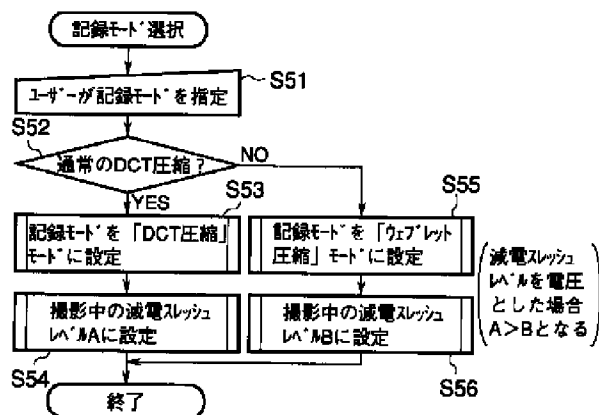 記録モード選択
S51
ユーザーが記録モードを指定
S52
通常のDCT圧縮?
NO
YES
S53
記録モードを「DCT圧縮」
モードに設定
S55
記録モードを「ウェブレット
圧縮」モードに設定
減電スレッシュ
レベルを電圧
とした場合
A>Bとなる
撮影中の減電スレッシュ
レベルAに設定
撮影中の減電スレッシュ
レベルBに設定
S54
S56
終了